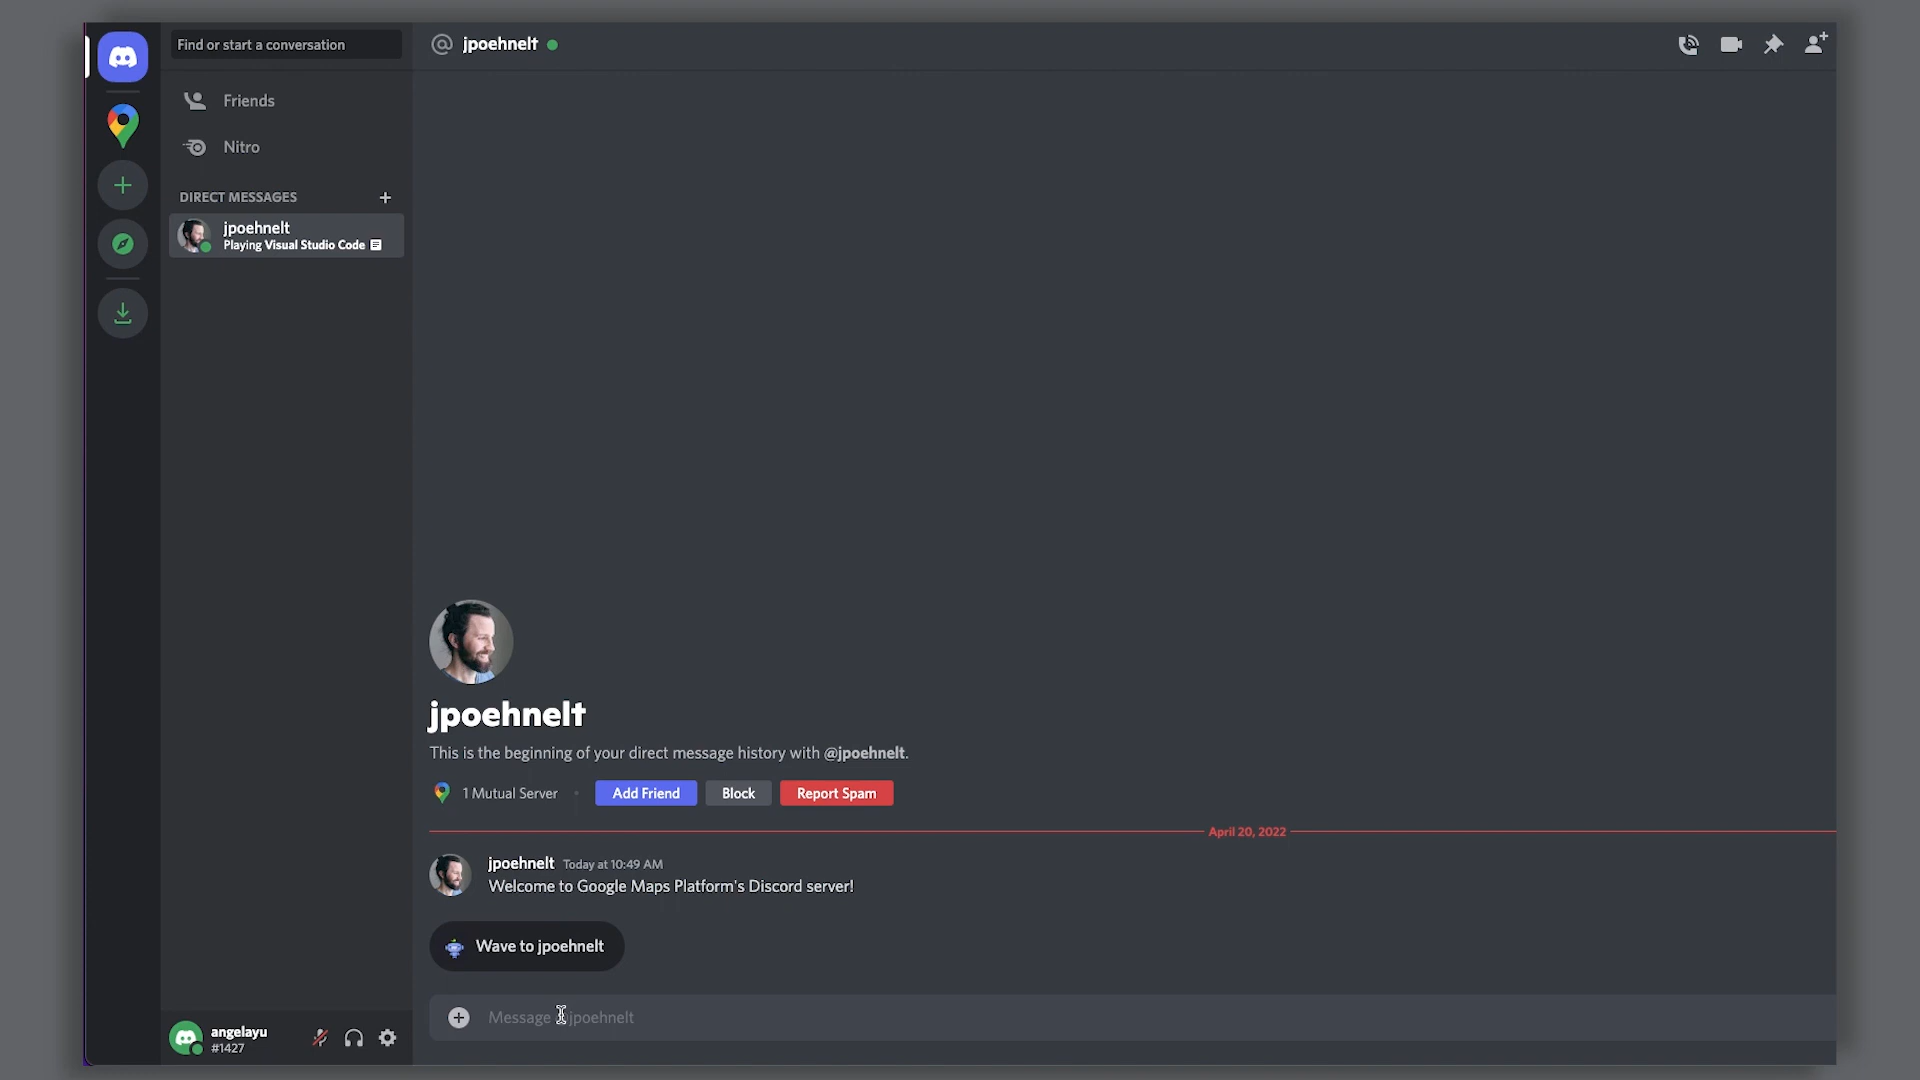 Find or start a conversation
jpoehnelt
Friends
Nitro
DIRECT MESSAGES
jpoehnelt
Playing Visual Studio Code
jpoehnelt
This is the beginning of your direct message history with @jpoehnelt.
1 Mutual Server
Add Friend
Block
Report Spam
April 20, 2022
jpoehnelt Today at 10:49 AM
Welcome to Google Maps Platform's Discord server!
Wave to jpoehnelt
Message @jpoehnelt
angelayu
#1427